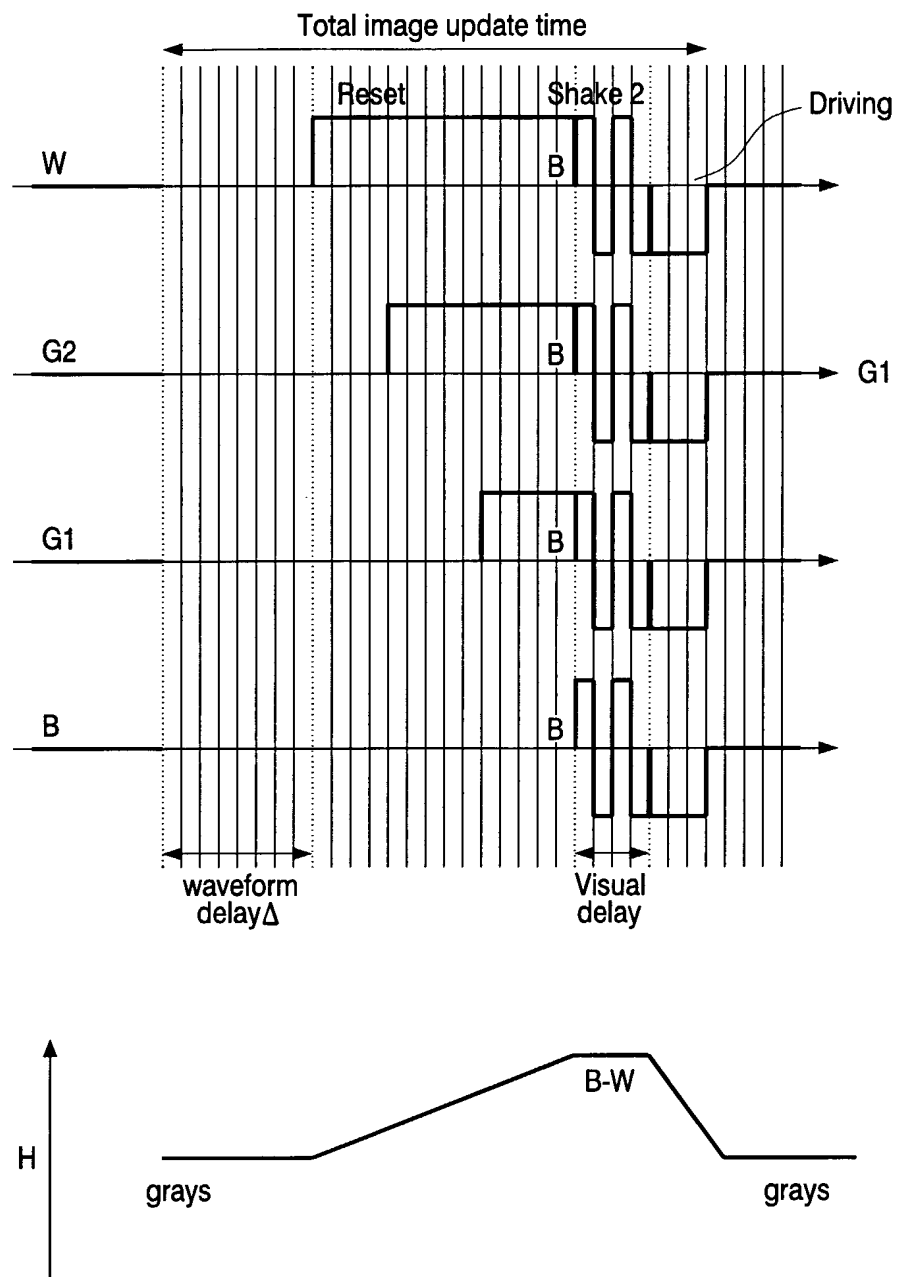 Total image update time
Reset
Shake 2
Driving
W
B
G2
B
G1
G1
B
B
B
waveform
delayΔ
Visual
delay
B-W
H
grays
grays